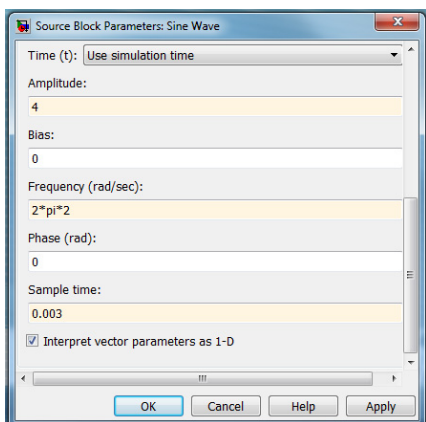 Source Block Parameters: Sine Wave
Time (t): Use simulation time
Amplitude:
4
Bias:
0
Frequency (rad/sec):
2*pi*2
Phase (rad):
0
Sample time:
0.003
Interpret vector parameters as 1-D
OK Cancel Help Apply